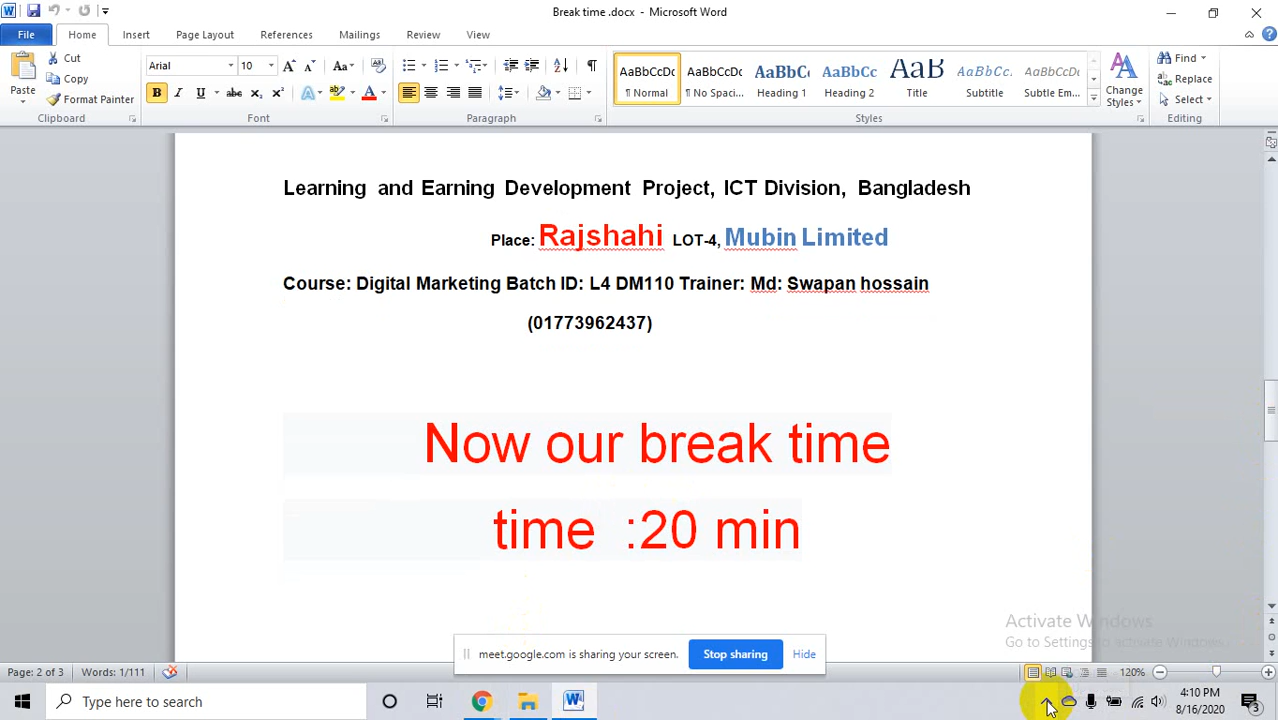 Break time .docx - Microsoft Word
File Home Insert Page Layout References Mailings Review View
Paste
Cut
Copy
Format Painter
Clipboard
Arial 10
Font
Paragraph
AaBbCcDc AaBbCcDc AaBbC AaBbCc AaB AaBbCcL AaBbCcDc
¶ Normal ¶ No Spaci... Heading 1 Heading 2 Title Subtitle Subtle Em...
Styles
Change Styles
Find
Replace
Select
Editing
Learning and Earning Development Project, ICT Division, Bangladesh
Place: Rajshahi LOT-4, Mubin Limited
Course: Digital Marketing Batch ID: L4 DM110 Trainer: Md: Swapan hossain
(01773962437)
Now our break time
time :20 min
Activate Windows
Go to Settings to activate Windows.
meet.google.com is sharing your screen. Stop sharing Hide
Page: 2 of 3 Words: 1/111 120%
Type here to search
4:10 PM
8/16/2020
3